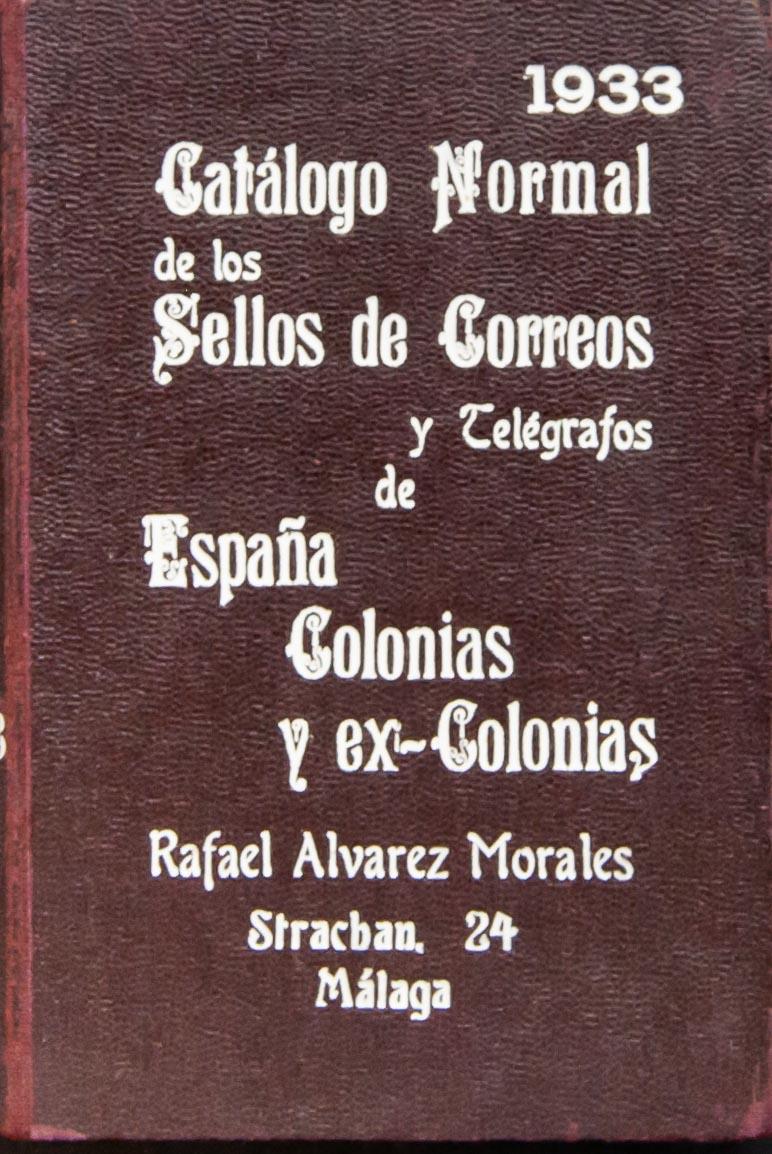 1933
Catálogo Normal
de los
Sellos de Correos
y Telégrafos
de
España
Colonias
y ex-Colonias
Rafael Alvarez Morales
Strachan, 24
Málaga